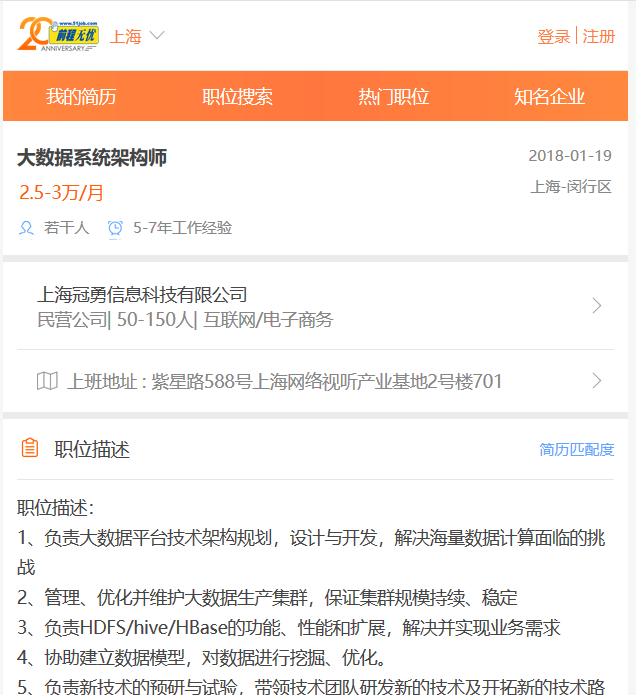 www.51job.com
前程无忧
20
ANNIVERSARY
上海
登录 | 注册
我的简历 职位搜索 热门职位 知名企业
大数据系统架构师 2018-01-19
2.5-3万/月 上海-闵行区
若干人 5-7年工作经验
上海冠勇信息科技有限公司
民营公司| 50-150人| 互联网/电子商务
上班地址 : 紫星路588号上海网络视听产业基地2号楼701
职位描述 简历匹配度
职位描述：
1、负责大数据平台技术架构规划，设计与开发，解决海量数据计算面临的挑
战
2、管理、优化并维护大数据生产集群，保证集群规模持续、稳定
3、负责HDFS/hive/HBase的功能、性能和扩展，解决并实现业务需求
4、协助建立数据模型，对数据进行挖掘、优化。
5、负责新技术的预研与试验，带领技术团队研发新的技术及开拓新的技术路